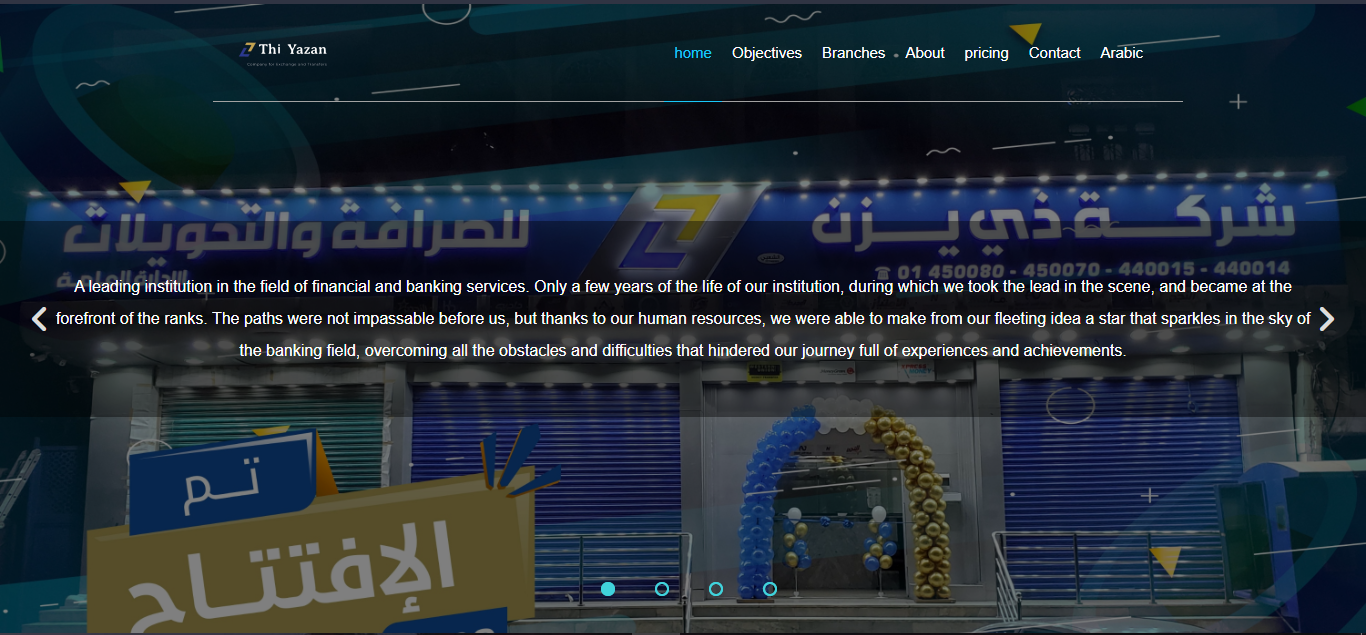 Thi Yazan
Company for Exchange and Transfers
home Objectives Branches About pricing Contact Arabic
شركة ذي يزن
للصرافة والتحويلات
الإدارة العامة
01 450080 - 450070 - 440015 - 440014
A leading institution in the field of financial and banking services. Only a few years of the life of our institution, during which we took the lead in the scene, and became at the
forefront of the ranks. The paths were not impassable before us, but thanks to our human resources, we were able to make from our fleeting idea a star that sparkles in the sky of
the banking field, overcoming all the obstacles and difficulties that hindered our journey full of experiences and achievements.
تم
الإفتتاح